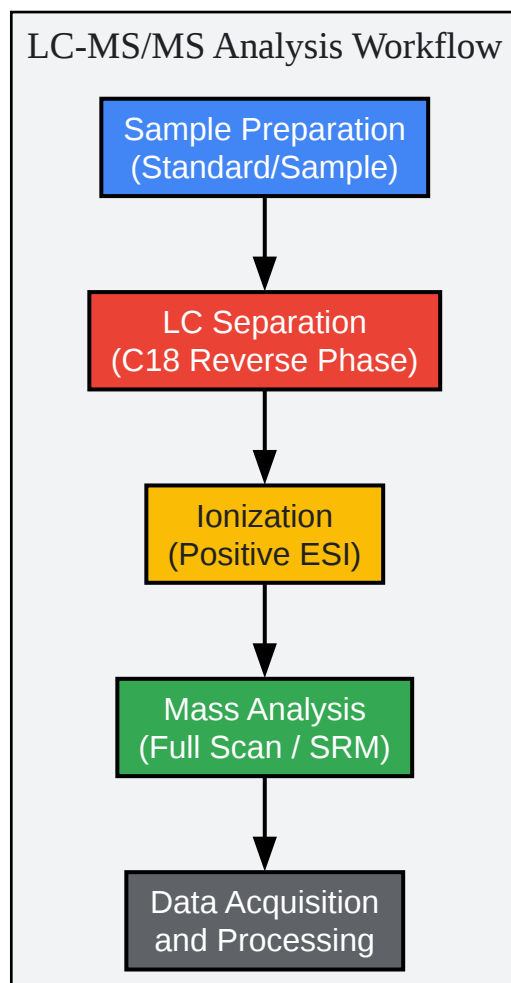 LC-MS/MS Analysis Workflow
Sample Preparation
(Standard/Sample)
LC Separation
(C18 Reverse Phase)
Ionization
(Positive ESI)
Mass Analysis
(Full Scan / SRM)
Data Acquisition
and Processing